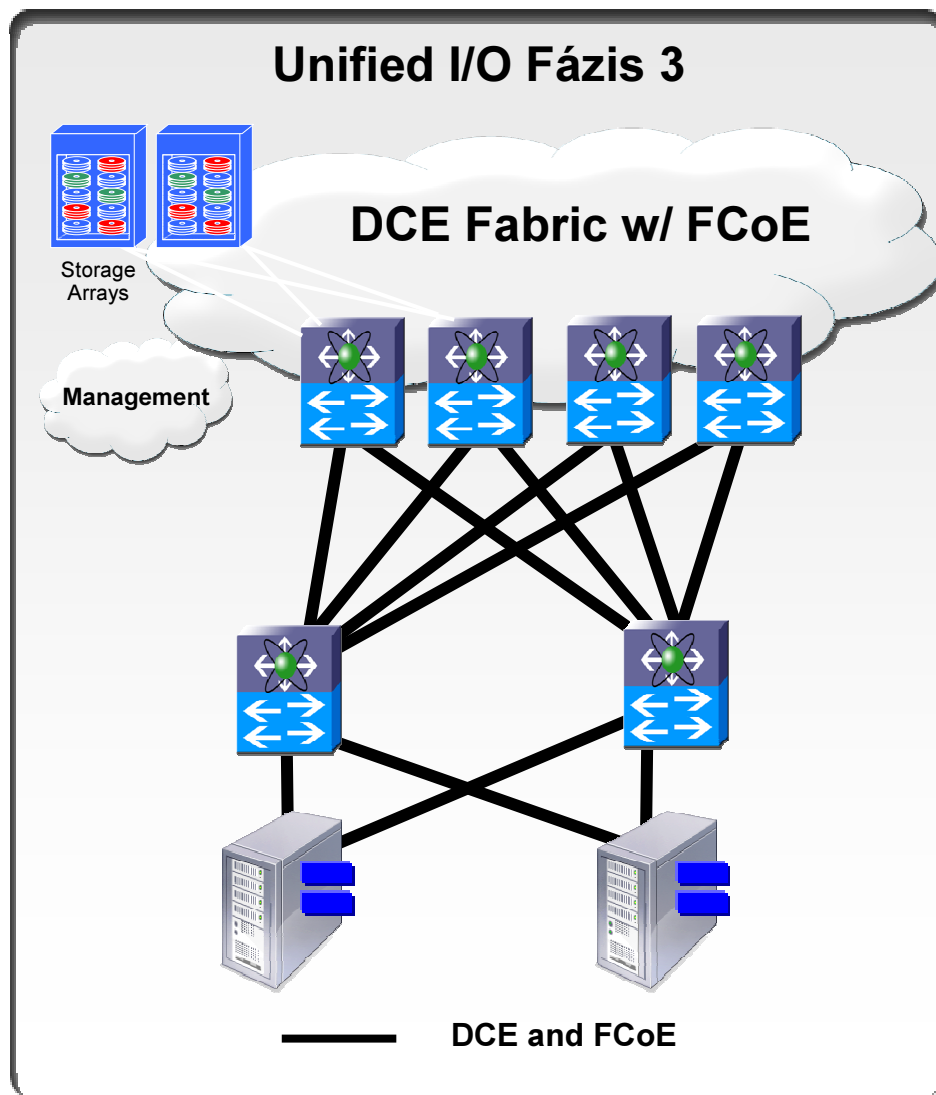 Unified I/O Fázis 3
DCE Fabric w/ FCoE
Storage
Arrays
Management
DCE and FCoE